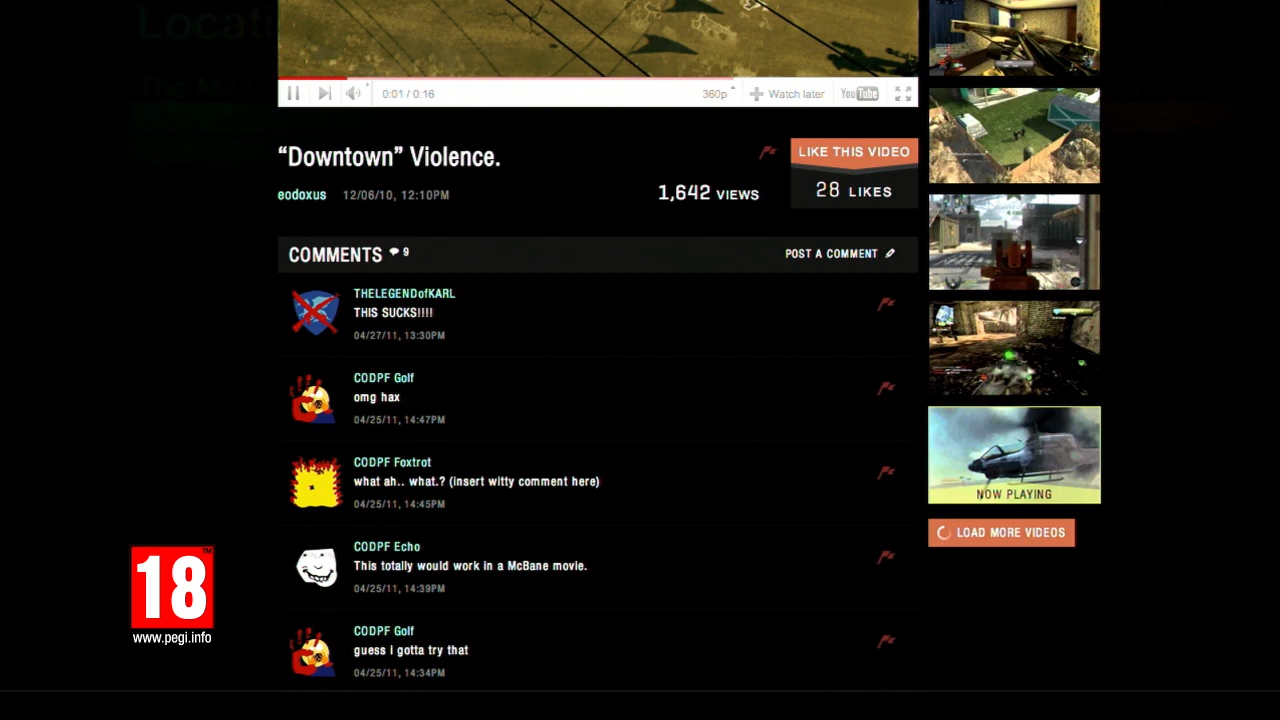 Locati
0:01 / 0:16
360p
Watch later
YouTube
“Downtown” Violence.
LIKE THIS VIDEO
eodoxus 12/06/10, 12:10PM
1,642 VIEWS
28 LIKES
COMMENTS 9
POST A COMMENT
THELEGENDofKARL
THIS SUCKS!!!!
04/27/11, 13:30PM
CODPF Golf
omg hax
04/25/11, 14:47PM
CODPF Foxtrot
what ah.. what.? (insert witty comment here)
04/25/11, 14:45PM
CODPF Echo
This totally would work in a McBane movie.
04/25/11, 14:39PM
CODPF Golf
guess i gotta try that
04/25/11, 14:34PM
NOW PLAYING
LOAD MORE VIDEOS
18™
www.pegi.info